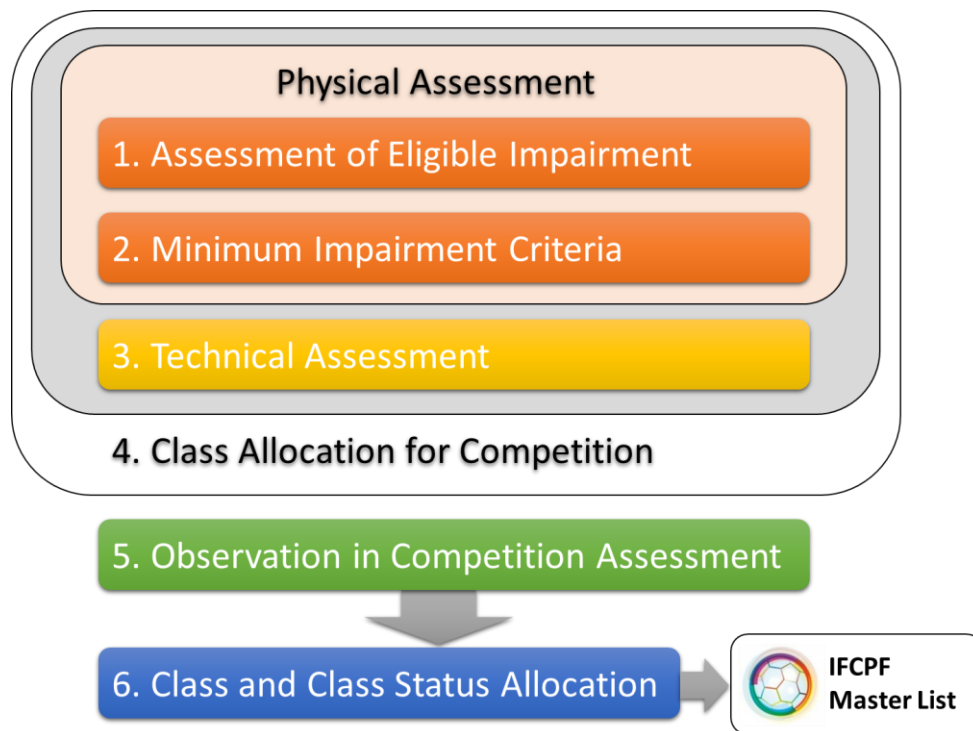 Physical Assessment
1. Assessment of Eligible Impairment
2. Minimum Impairment Criteria
3. Technical Assessment
4. Class Allocation for Competition
5. Observation in Competition Assessment
6. Class and Class Status Allocation
IFCPF
Master List